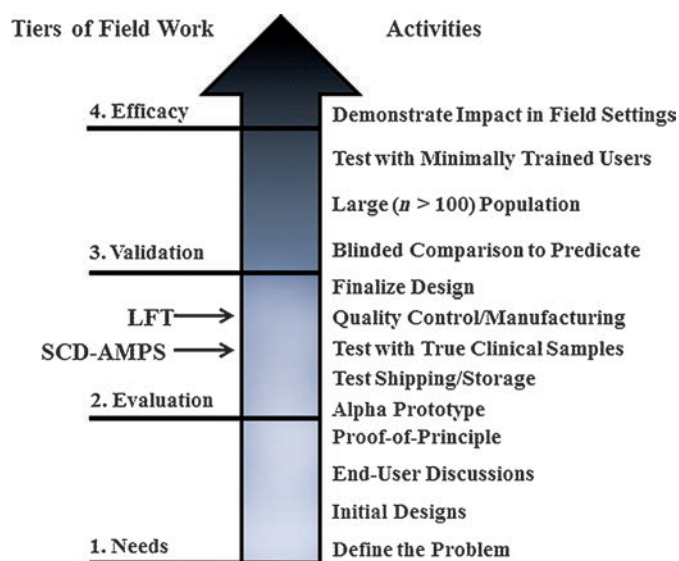 Tiers of Field Work Activities
4. Efficacy
Demonstrate Impact in Field Settings
Test with Minimally Trained Users
Large (n > 100) Population
Blinded Comparison to Predicate
3. Validation
Finalize Design
LFT
Quality Control/Manufacturing
SCD-AMPS
Test with True Clinical Samples
Test Shipping/Storage
2. Evaluation
Alpha Prototype
Proof-of-Principle
End-User Discussions
Initial Designs
1. Needs
Define the Problem